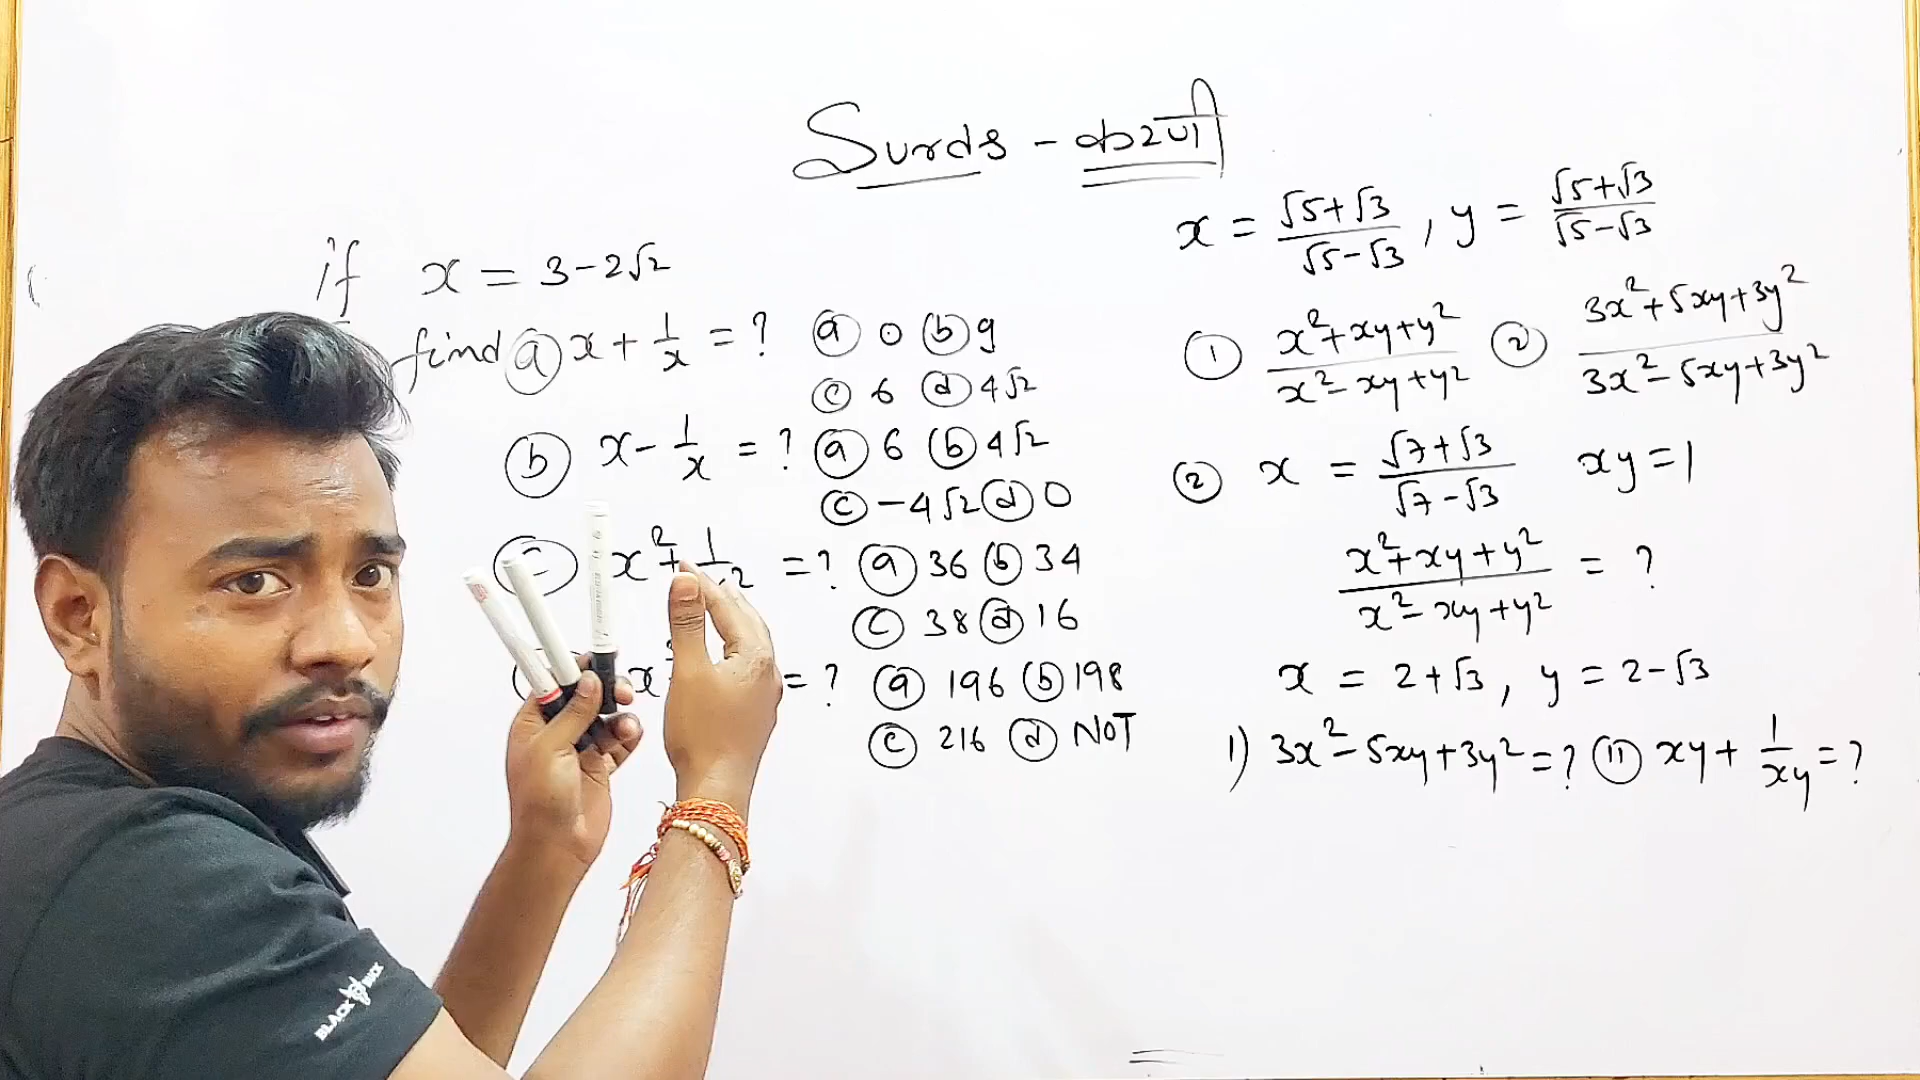 Surds - करणी
if x = 3-2√2
find ⓐ x + 1/x = ? ⓐ 0 ⓑ 9
ⓒ 6 ⓓ 4√2
ⓑ x - 1/x = ? ⓐ 6 ⓑ 4√2
ⓒ -4√2 ⓓ 0
ⓒ x² + 1/x² = ? ⓐ 36 ⓑ 34
ⓒ 38 ⓓ 16
x = ? ⓐ 196 ⓑ 198
ⓒ 216 ⓓ NOT
x = (√5+√3)/(√5-√3), y = (√5+√3)/(√5-√3)
① (x²+xy+y²)/(x²-xy+y²) ② (3x²+5xy+3y²)/(3x²-5xy+3y²)
② x = (√7+√3)/(√7-√3) xy=1
(x²+xy+y²)/(x²-xy+y²) = ?
x = 2+√3, y = 2-√3
1) 3x²-5xy+3y²=? ⑪ xy + 1/xy = ?
BLACK BUCK